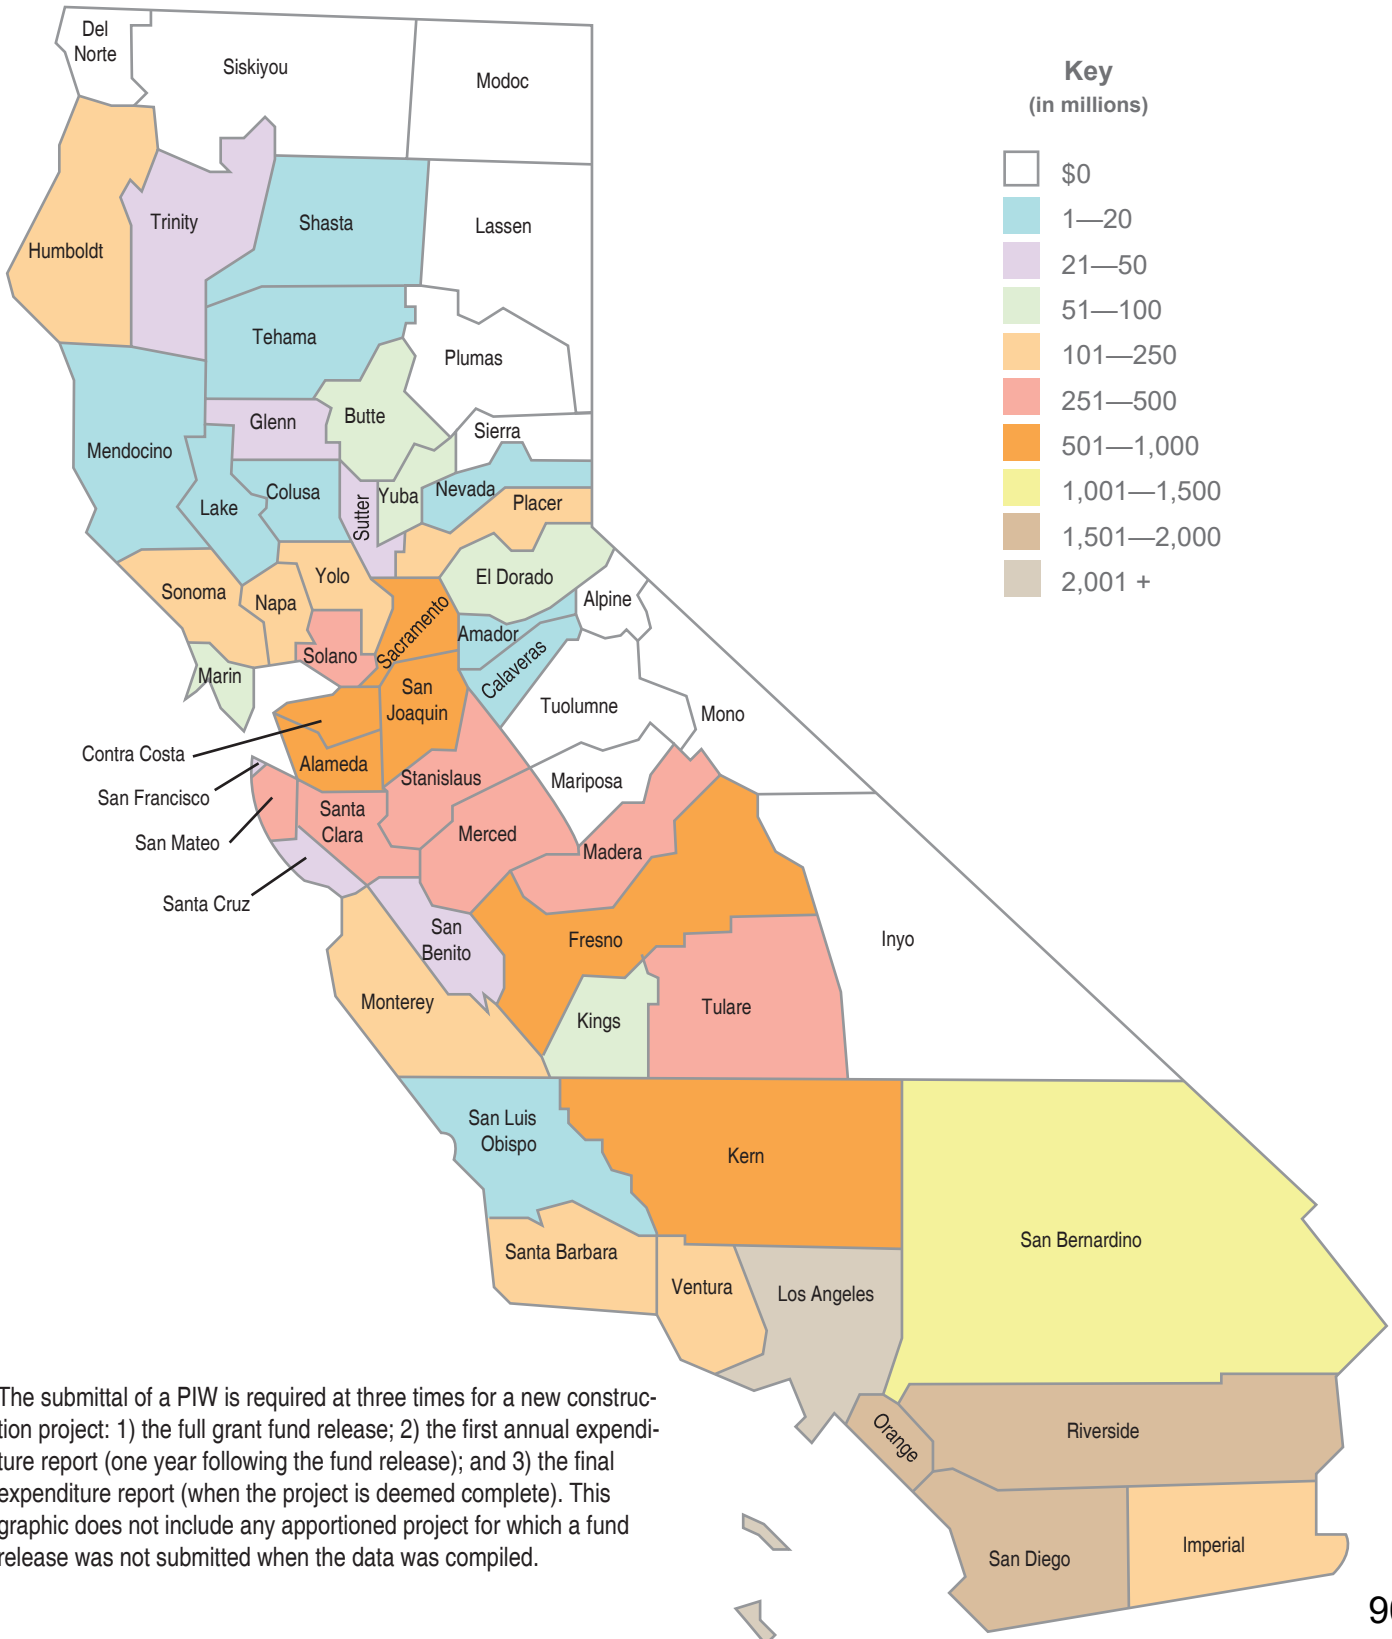 Del
Norte
Siskiyou
Modoc
Key
(in millions)
$0
1—20
21—50
51—100
101—250
251—500
501—1,000
1,001—1,500
1,501—2,000
2,001 +
Humboldt
Trinity
Shasta
Lassen
Tehama
Plumas
Glenn
Butte
Sierra
Mendocino
Lake
Colusa
Sutter
Yuba
Nevada
Placer
Sonoma
Napa
Yolo
El Dorado
Alpine
Sacramento
Amador
Calaveras
Solano
Marin
San
Joaquin
Tuolumne
Mono
Contra Costa
Alameda
Stanislaus
Mariposa
San Francisco
Santa
Clara
Merced
San Mateo
Madera
Santa Cruz
San
Benito
Fresno
Inyo
Monterey
Kings
Tulare
San Luis
Obispo
Kern
San Bernardino
Santa Barbara
Ventura
Los Angeles
Orange
Riverside
San Diego
Imperial
The submittal of a PIW is required at three times for a new construc-
tion project: 1) the full grant fund release; 2) the first annual expendi-
ture report (one year following the fund release); and 3) the final
expenditure report (when the project is deemed complete). This
graphic does not include any apportioned project for which a fund
release was not submitted when the data was compiled.